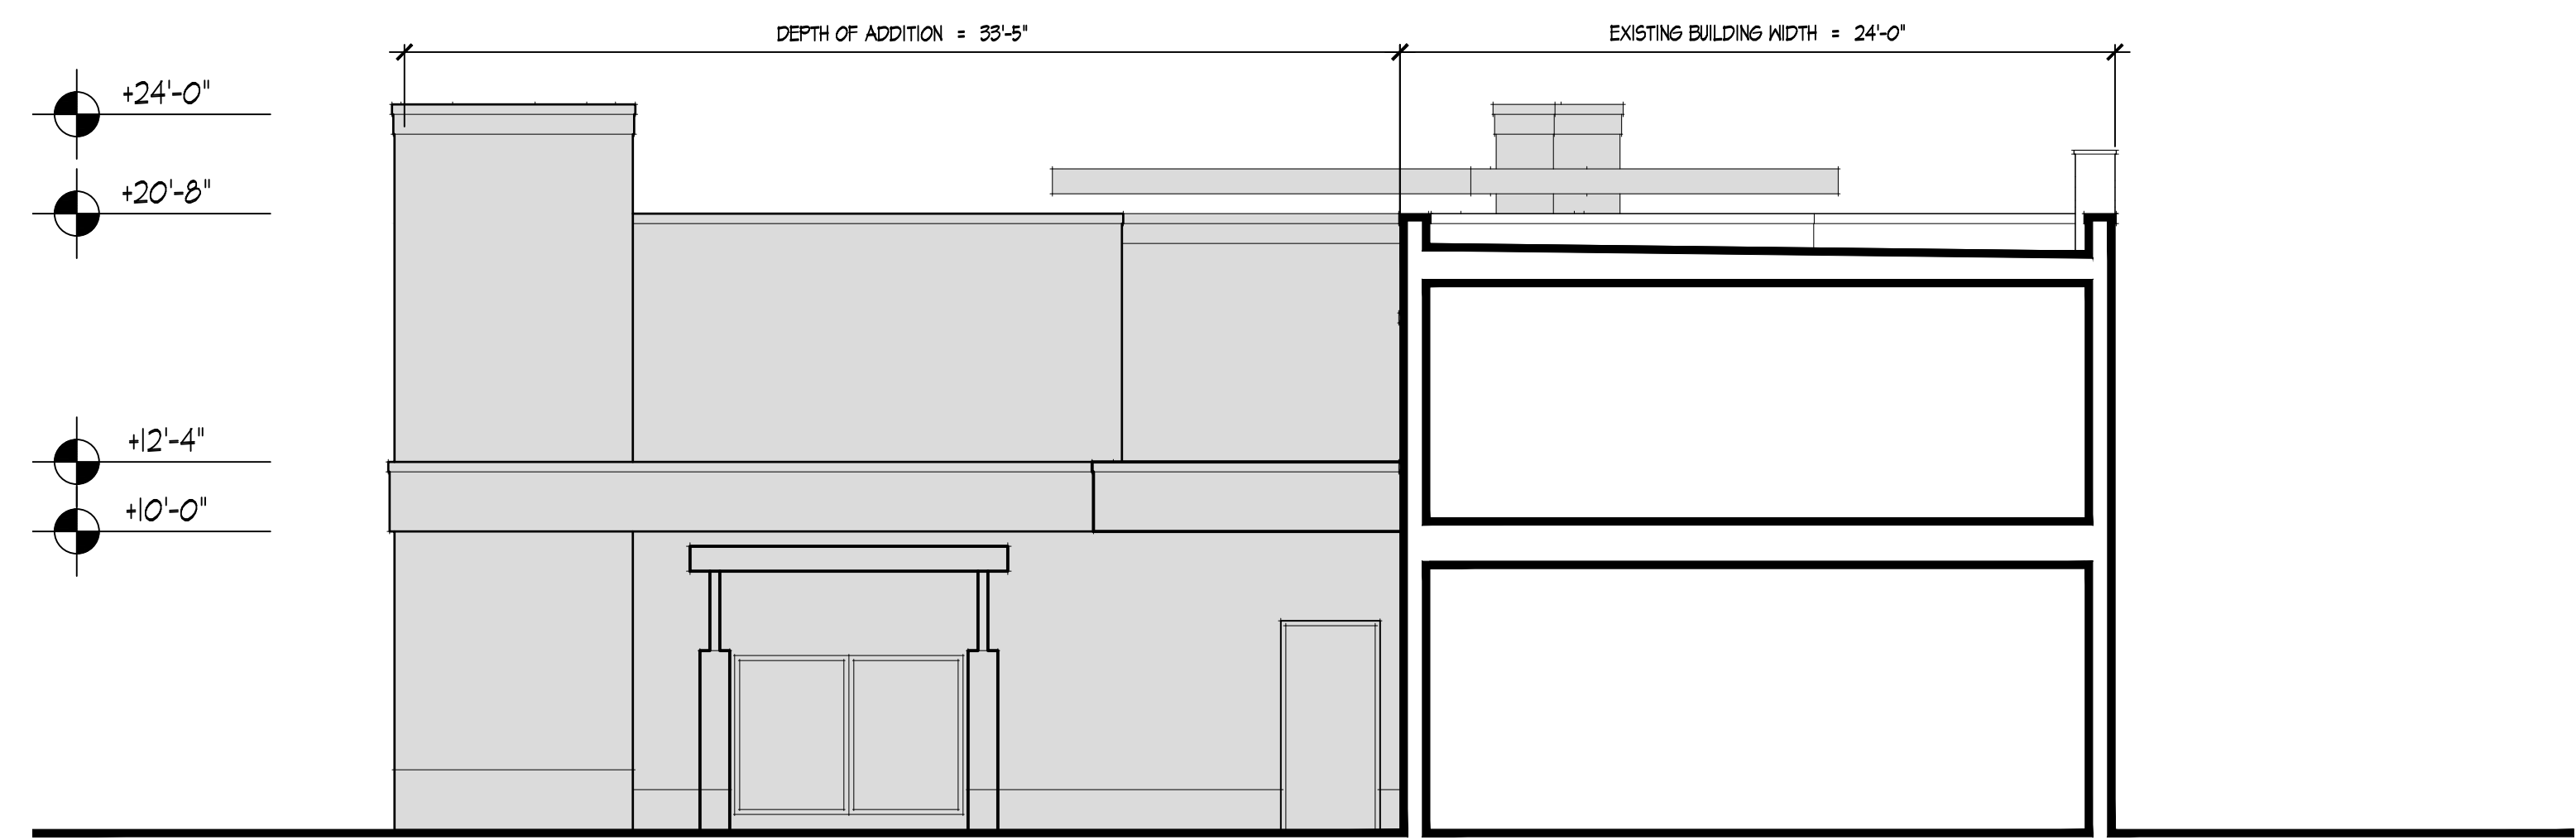 DEPTH OF ADDITION = 33'-5"
EXISTING BUILDING WIDTH = 24'-0"
+24'-0"
+20'-8"
+12'-4"
+10'-0"